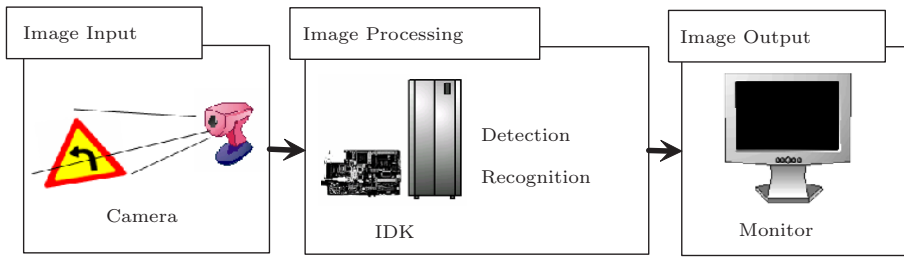 Image Input
Camera
Image Processing
Detection
Recognition
IDK
Image Output
Monitor